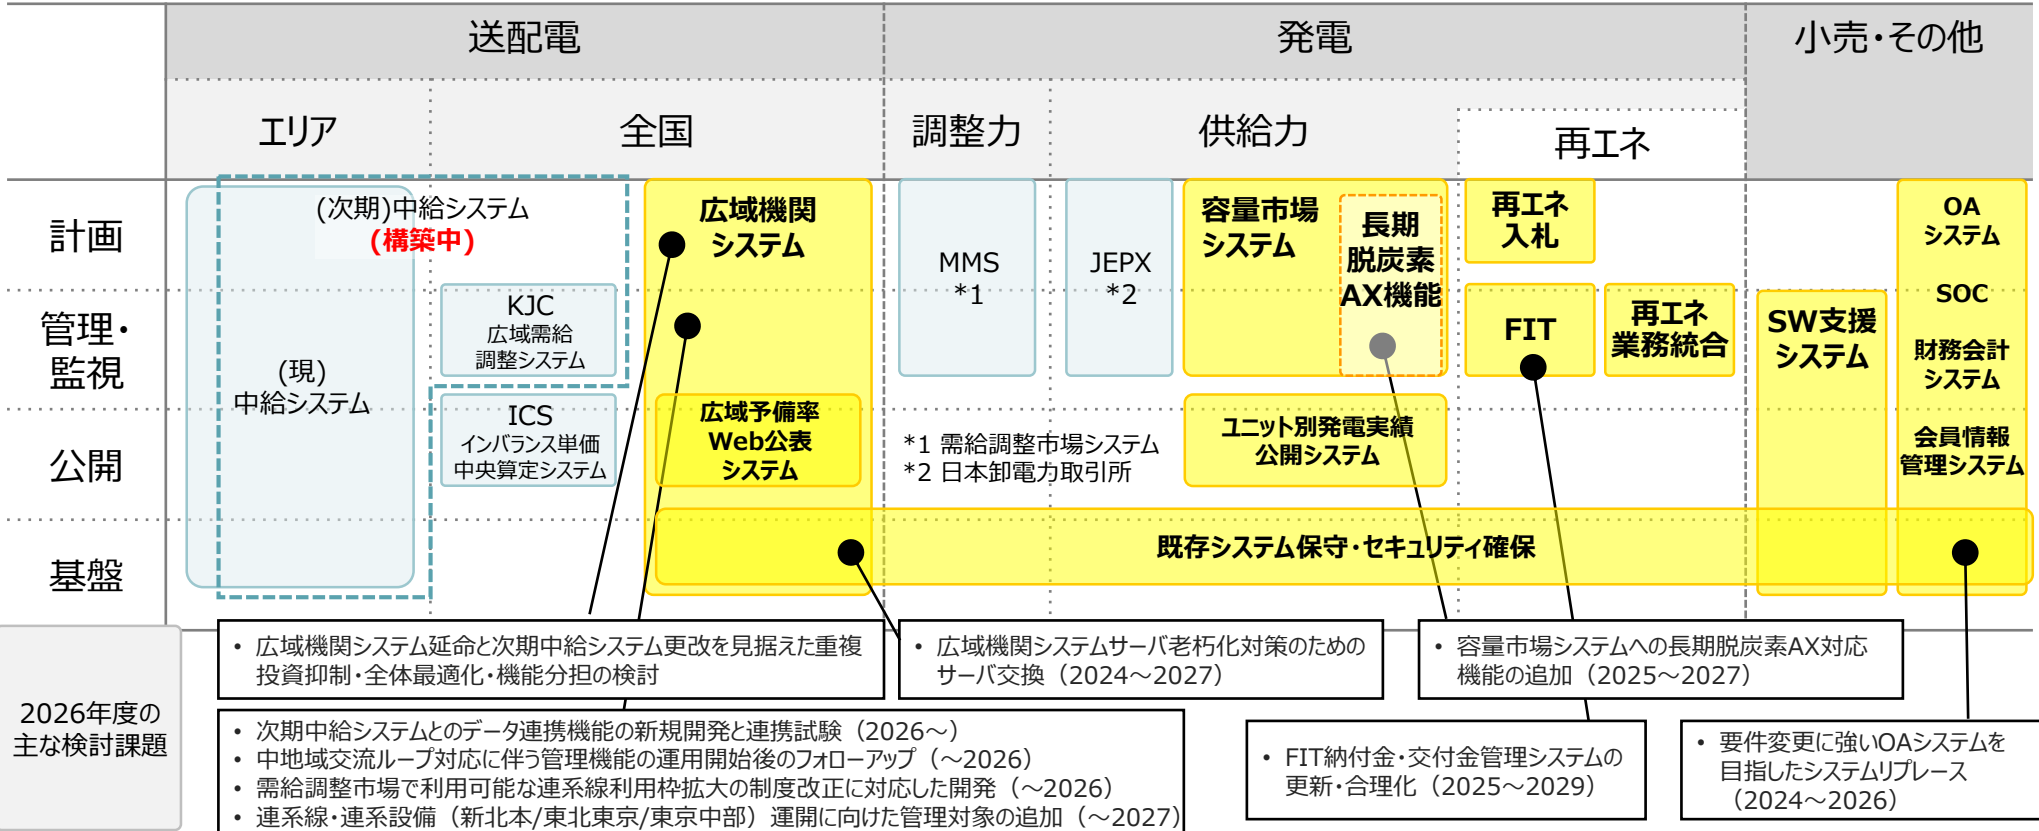 送配電
発電
小売・その他
エリア
全国
調整力
供給力
再エネ
計画
管理・
監視
公開
基盤
(次期)中給システム
(構築中)
(現)
中給システム
KJC
広域需給
調整システム
ICS
インバランス単価
中央算定システム
広域機関
システム
広域予備率
Web公表
システム
MMS
*1
JEPX
*2
*1 需給調整市場システム
*2 日本卸電力取引所
容量市場
システム
長期
脱炭素
AX機能
ユニット別発電実績
公開システム
再エネ
入札
FIT
再エネ
業務統合
SW支援
システム
OA
システム
SOC
財務会計
システム
会員情報
管理システム
既存システム保守・セキュリティ確保
2026年度の
主な検討課題
• 広域機関システム延命と次期中給システム更改を見据えた重複
投資抑制・全体最適化・機能分担の検討
• 次期中給システムとのデータ連携機能の新規開発と連携試験（2026～）
• 中地域交流ループ対応に伴う管理機能の運用開始後のフォローアップ（～2026）
• 需給調整市場で利用可能な連系線利用枠拡大の制度改正に対応した開発（～2026）
• 連系線・連系設備（新北本/東北東京/東京中部）運開に向けた管理対象の追加（～2027）
• 広域機関システムサーバ老朽化対策のための
サーバ交換（2024～2027）
• 容量市場システムへの長期脱炭素AX対応
機能の追加（2025～2027）
• FIT納付金・交付金管理システムの
更新・合理化（2025～2029）
• 要件変更に強いOAシステムを
目指したシステムリプレース
（2024～2026）